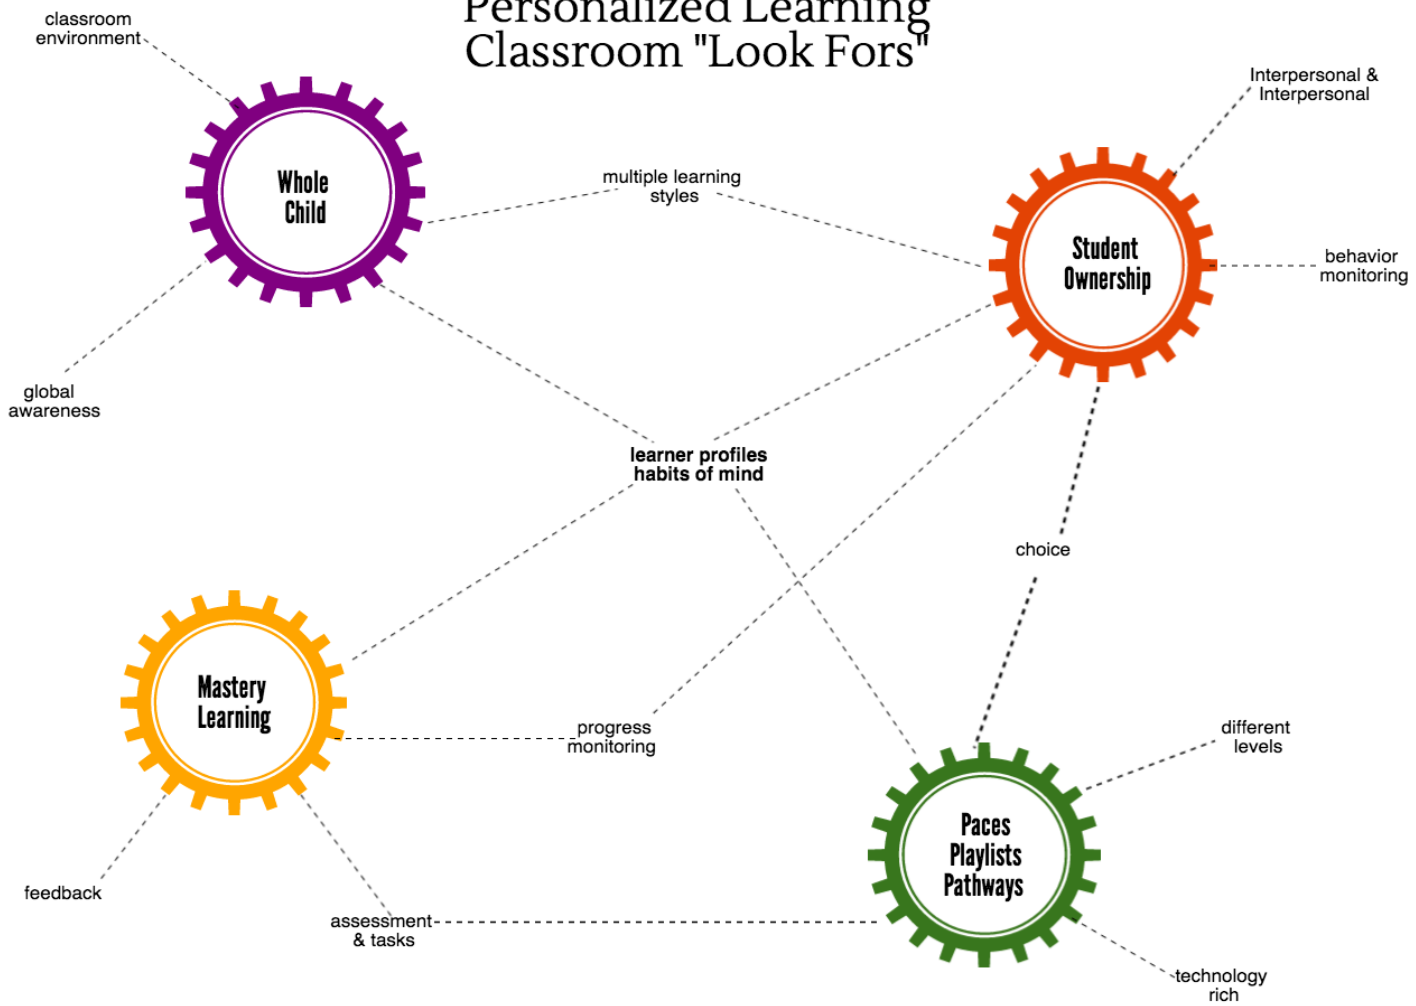 Personalized Learning
Classroom "Look Fors"
classroom
environment
Interpersonal &
Interpersonal
Whole
Child
multiple learning
styles
Student
Ownership
behavior
monitoring
global
awareness
learner profiles
habits of mind
choice
Mastery
Learning
progress
monitoring
different
levels
Paces
Playlists
Pathways
feedback
assessment
& tasks
technology
rich